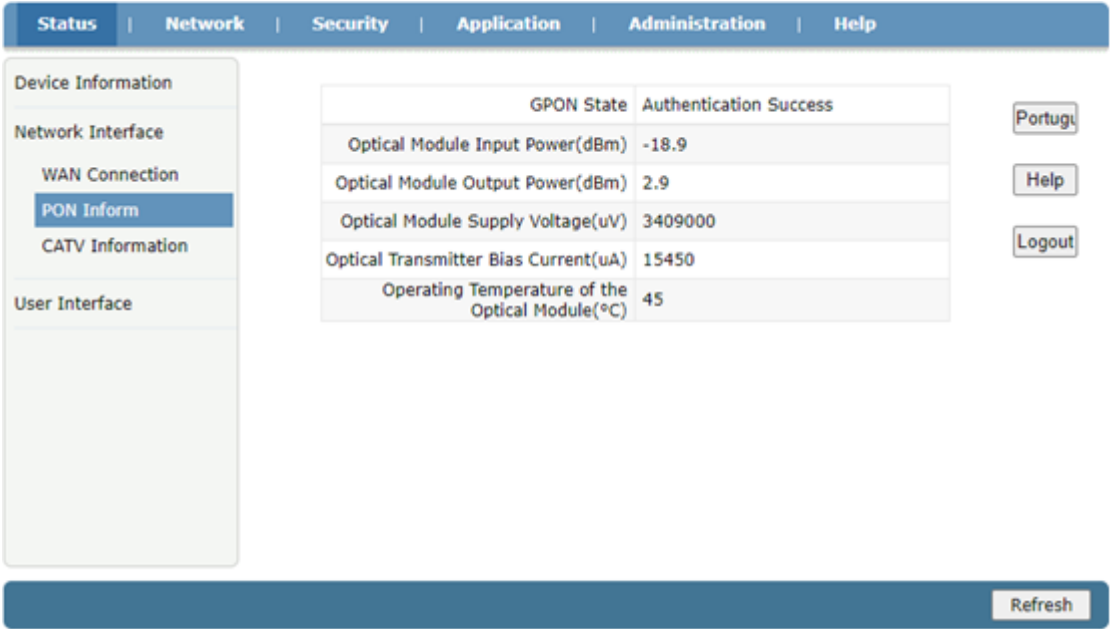 Status | Network | Security | Application | Administration | Help
Device Information
Network Interface
WAN Connection
PON Inform
CATV Information
User Interface
GPON State Authentication Success
Optical Module Input Power(dBm) -18.9
Optical Module Output Power(dBm) 2.9
Optical Module Supply Voltage(uV) 3409000
Optical Transmitter Bias Current(uA) 15450
Operating Temperature of the
Optical Module(°C) 45
Portugu
Help
Logout
Refresh